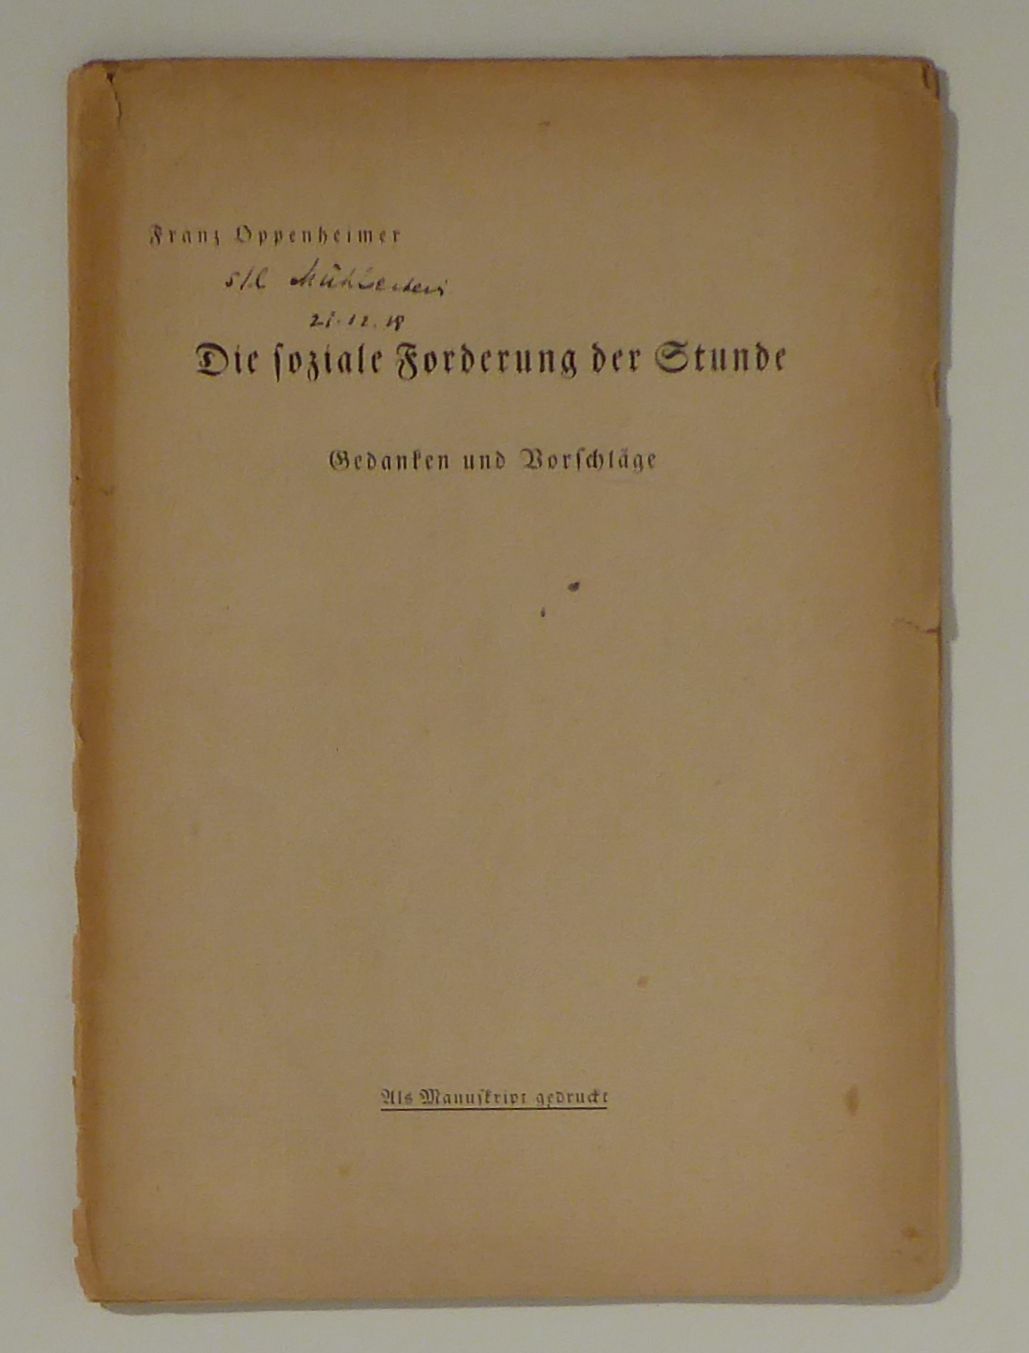 Franz Oppenheimer
21.12.18
Die soziale Forderung der Stunde
Gedanken und Vorschläge
Als Manuskript gedruckt